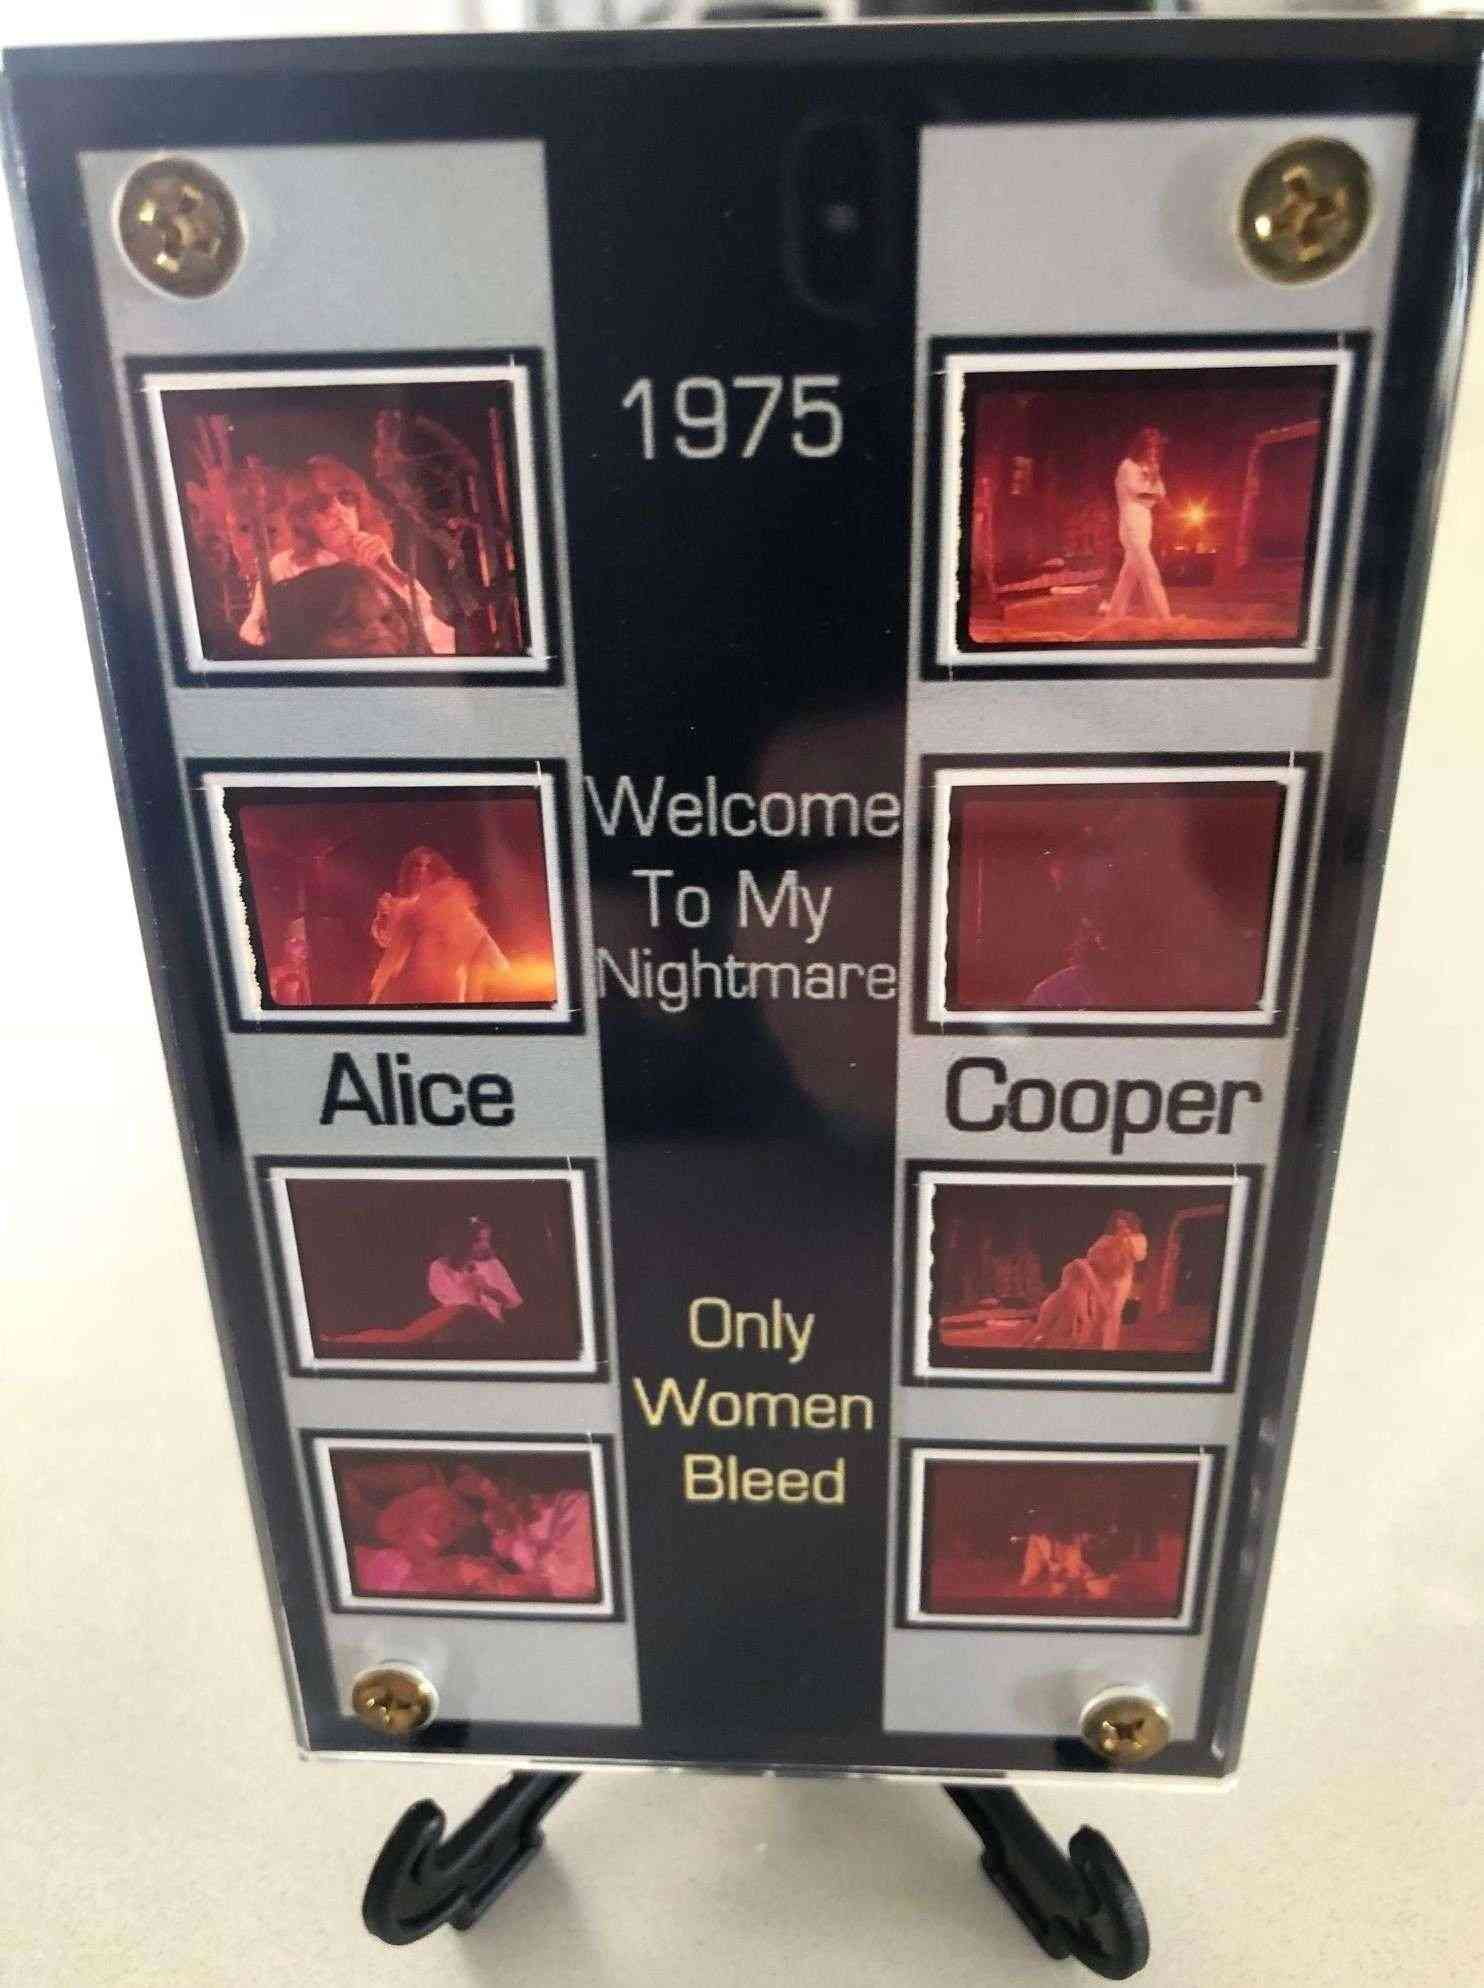 1975
Welcome
To My
Nightmare
Alice Cooper
Only
Women
Bleed